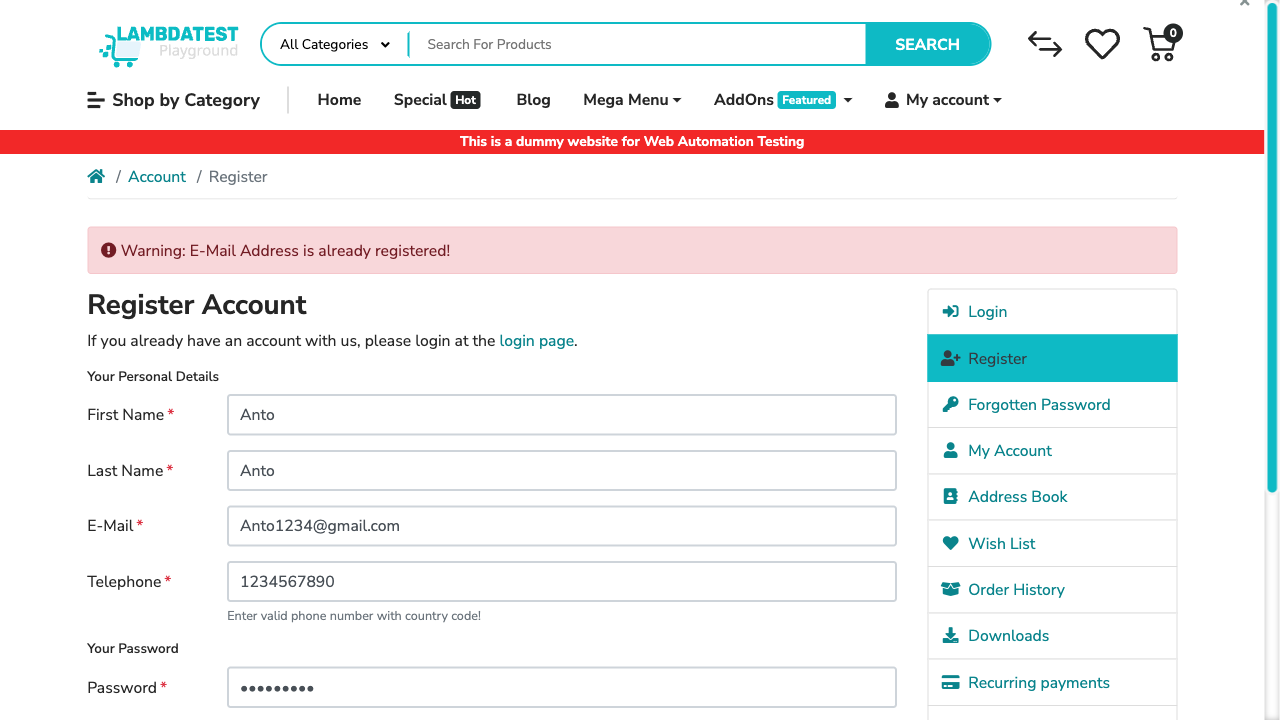 LAMBDATEST
Playground
All Categories
Search For Products
SEARCH
0
Shop by Category
Home
Special Hot
Blog
Mega Menu
AddOns Featured
My account
This is a dummy website for Web Automation Testing
/ Account / Register
Warning: E-Mail Address is already registered!
Register Account
If you already have an account with us, please login at the login page.
Your Personal Details
First Name *
Anto
Last Name *
Anto
E-Mail *
Anto1234@gmail.com
Telephone *
1234567890
Enter valid phone number with country code!
Your Password
Password *
•••••••••
Login
Register
Forgotten Password
My Account
Address Book
Wish List
Order History
Downloads
Recurring payments